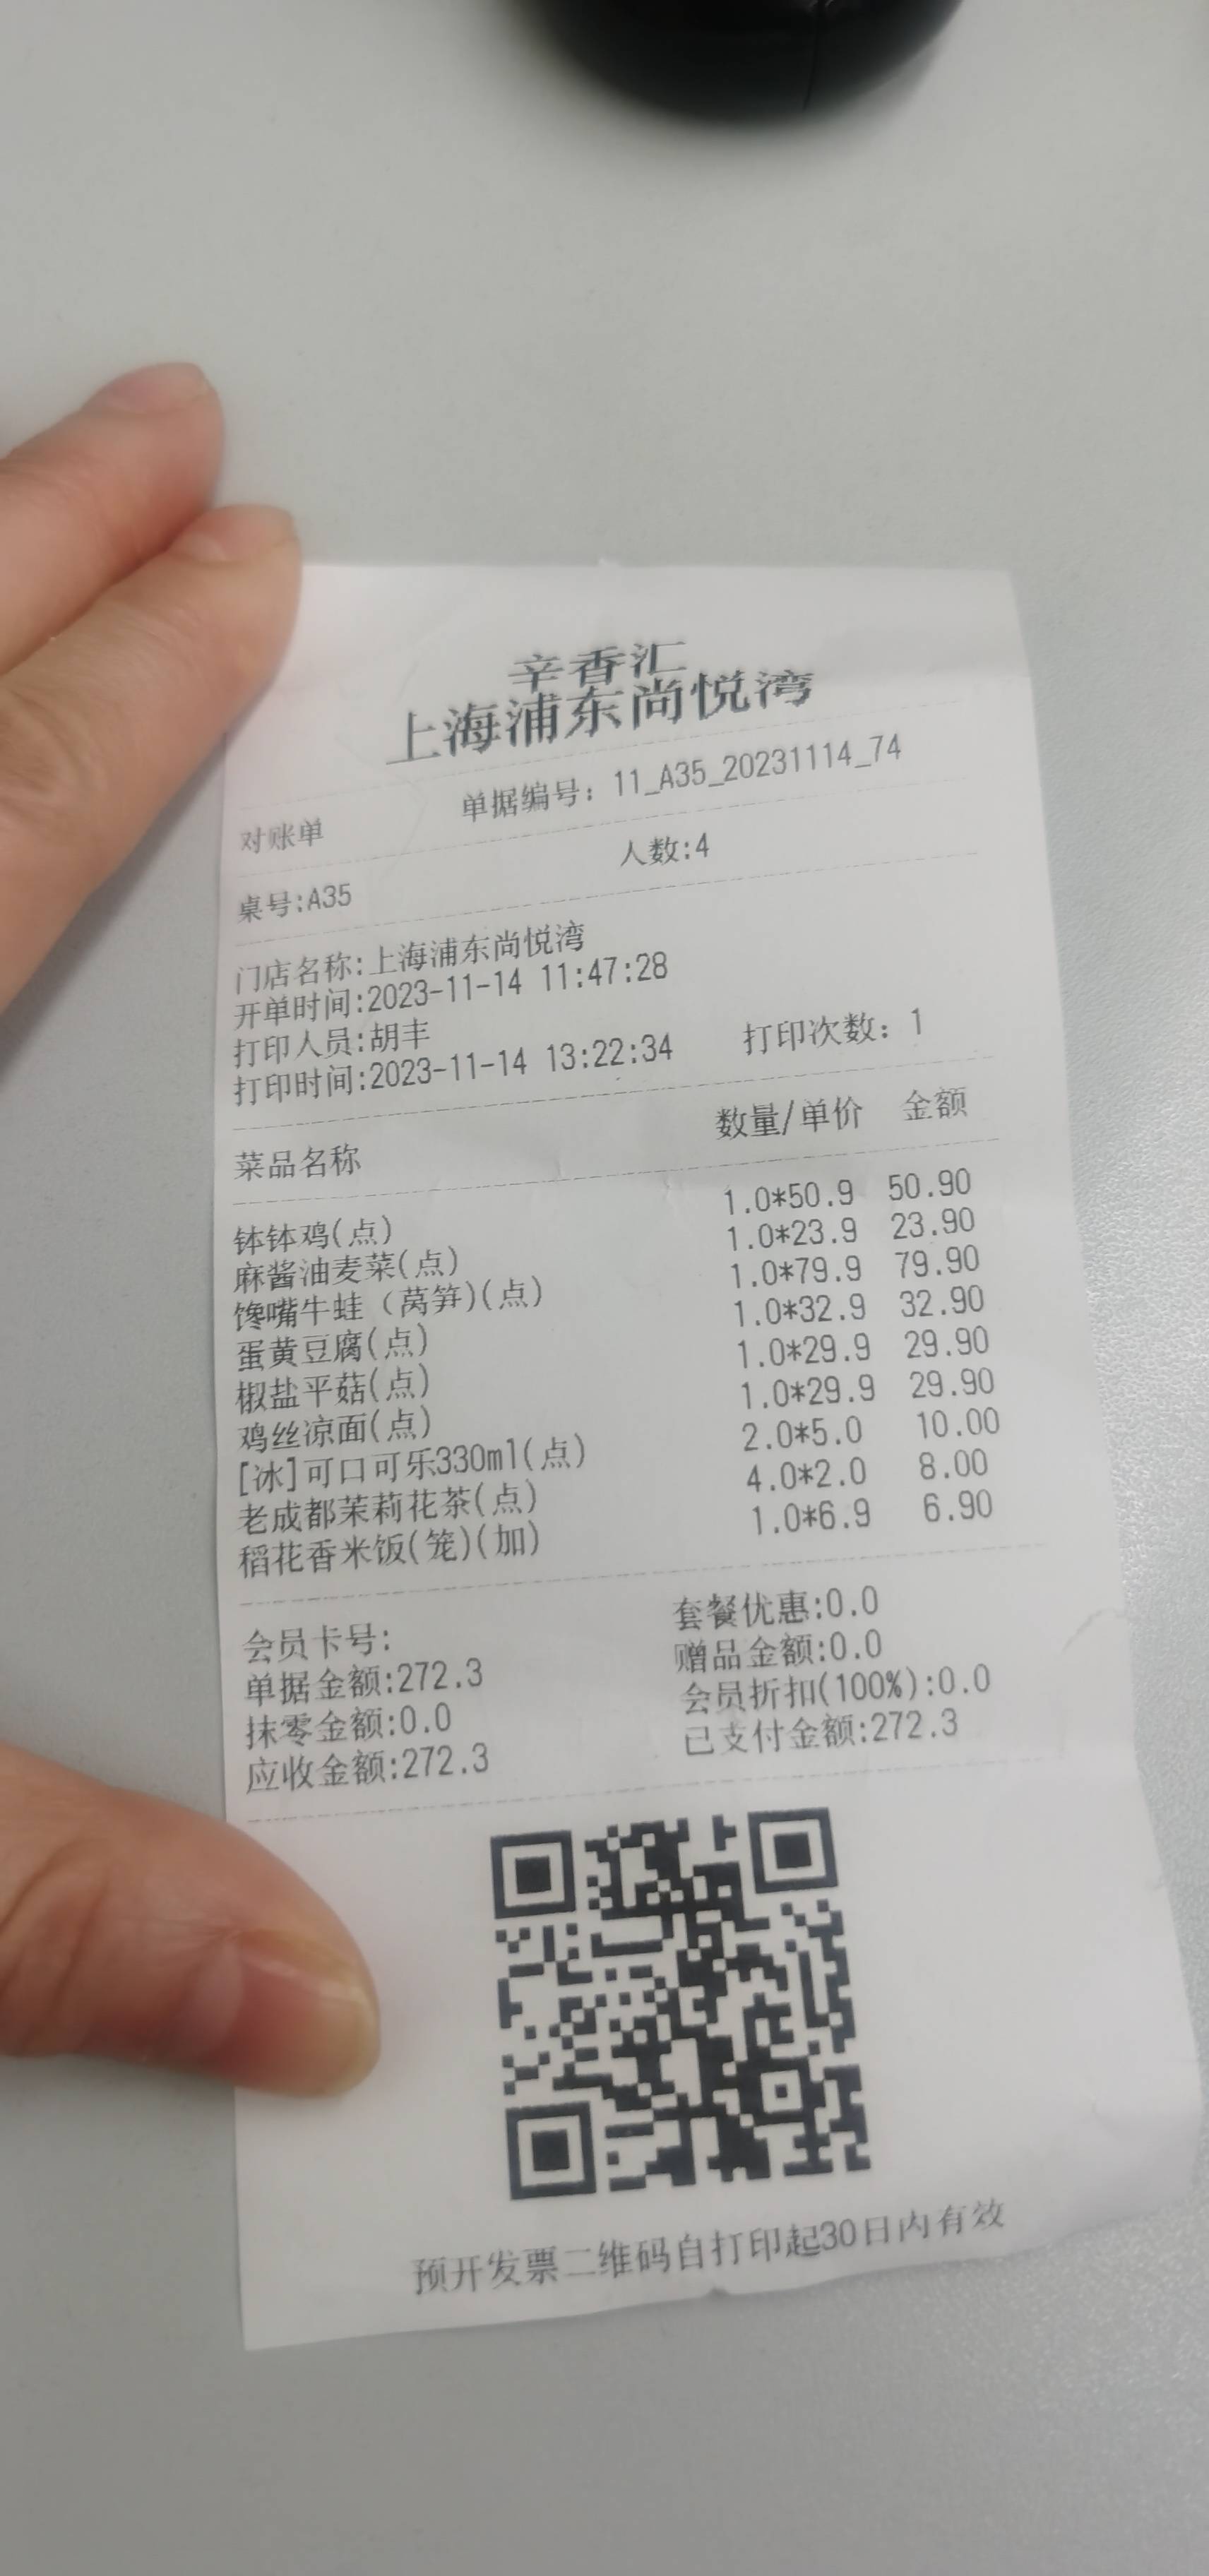 辛香汇
上海浦东尚悦湾
对账单 单据编号：11_A35_20231114_74
桌号:A35 人数:4
门店名称:上海浦东尚悦湾
开单时间:2023-11-14 11:47:28
打印人员:胡丰
打印时间:2023-11-14 13:22:34 打印次数：1
菜品名称 数量/单价 金额
钵钵鸡(点) 1.0*50.9 50.90
麻酱油麦菜(点) 1.0*23.9 23.90
馋嘴牛蛙（莴笋)(点) 1.0*79.9 79.90
蛋黄豆腐(点) 1.0*32.9 32.90
椒盐平菇(点) 1.0*29.9 29.90
鸡丝凉面(点) 1.0*29.9 29.90
[冰]可口可乐330ml(点) 2.0*5.0 10.00
老成都茉莉花茶(点) 4.0*2.0 8.00
稻花香米饭(笼)(加) 1.0*6.9 6.90
会员卡号: 套餐优惠:0.0
单据金额:272.3 赠品金额:0.0
抹零金额:0.0 会员折扣(100%):0.0
应收金额:272.3 已支付金额:272.3
预开发票二维码自打印起30日内有效